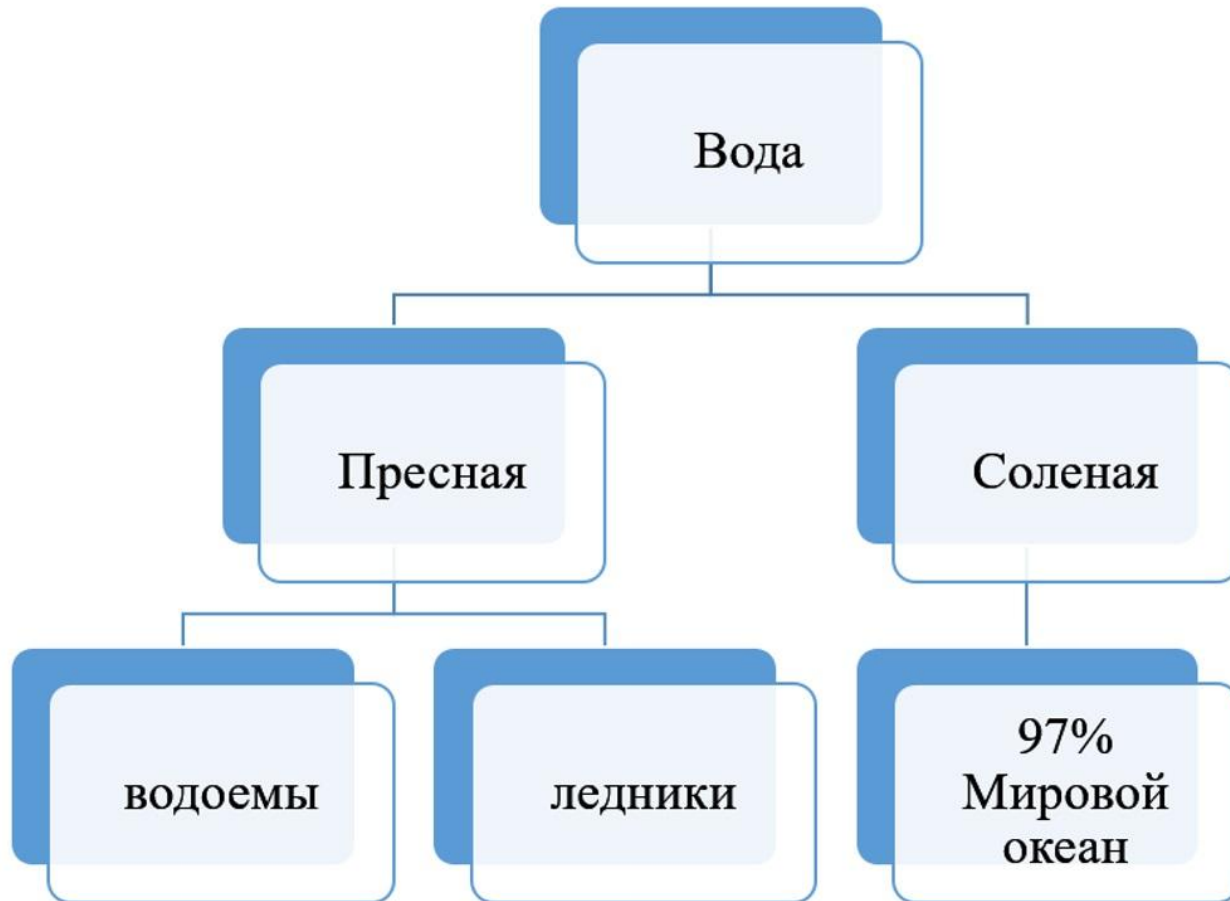 Вода
Пресная
Соленая
водоемы
ледники
97%
Мировой
океан